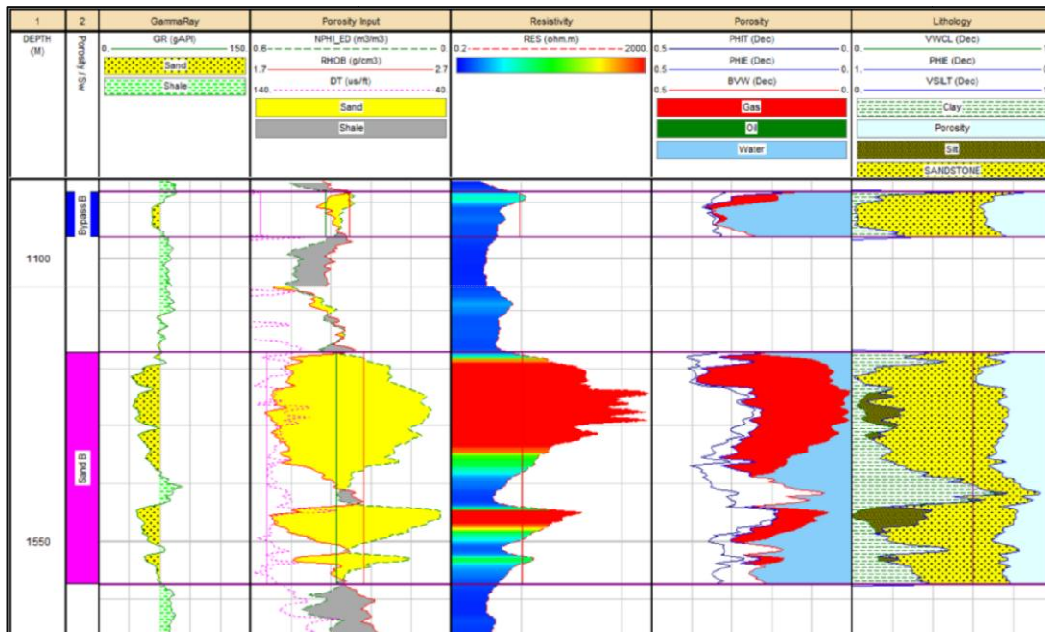 1
2
GammaRay
Porosity Input
Resistivity
Porosity
Lithology
DEPTH
(M)
Porosity / Sw
GR (gAPI)
0. 150.
Sand
Shale
NPHI_ED (m3/m3)
0.6 0.
RHOB (g/cm3)
1.7 2.7
DT (us/ft)
140. 40
Sand
Shale
RES (ohm.m)
0.2 2000.
PHIT (Dec)
0.5 0.
PHIE (Dec)
0.5 0.
BVW (Dec)
0.5 0.
Gas
Oil
Water
VWCL (Dec)
0. 1
PHIE (Dec)
1.
VSILT (Dec)
0.
Clay
Porosity
Silt
SANDSTONE
Bypass B
1100
Sand B
1550